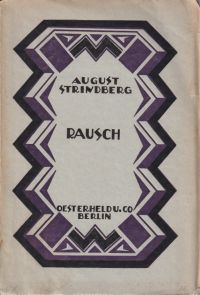 AUGUST
STRINDBERG
RAUSCH
OESTERHELD U. CO
BERLIN